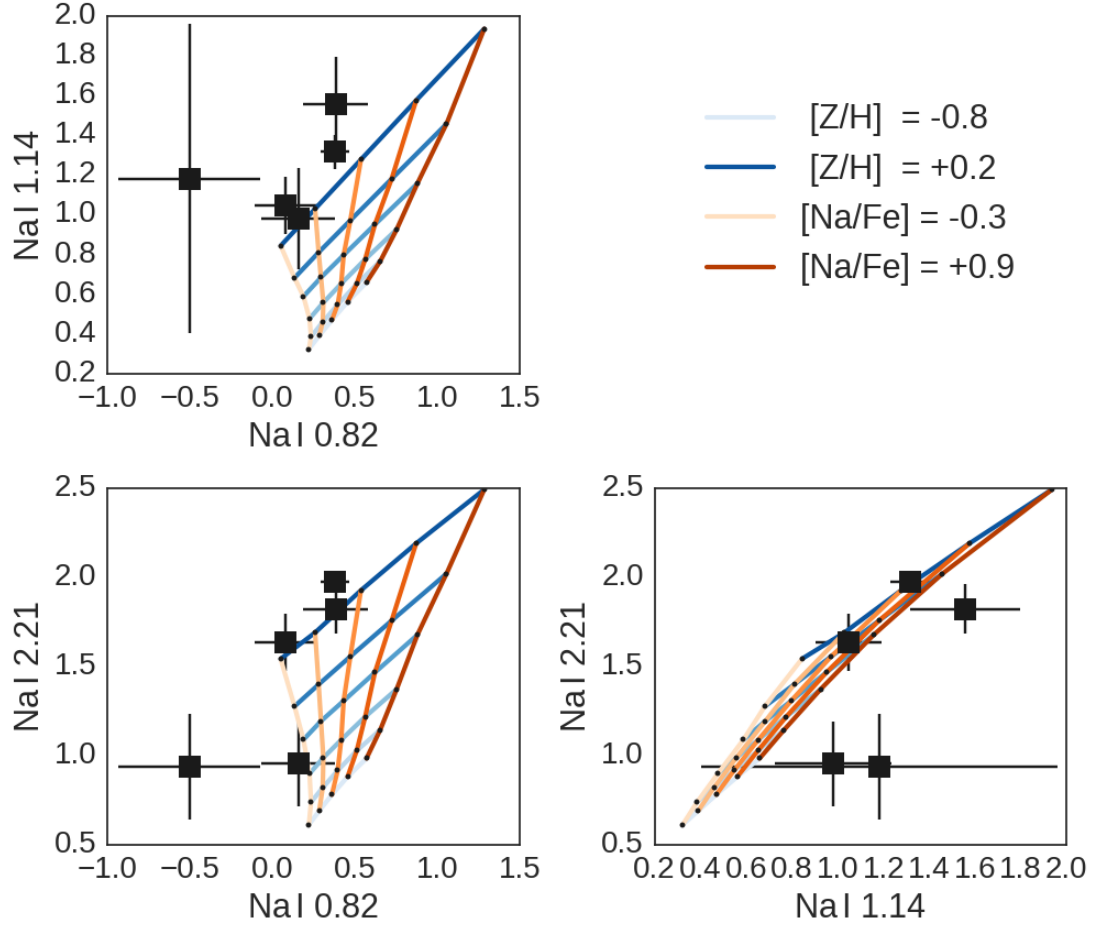 2.0
1.8
1.6
1.4
1.2
1.0
0.8
0.6
0.4
0.2
Na I 1.14
−1.0 −0.5 0.0 0.5 1.0 1.5
Na I 0.82
[Z/H] = -0.8
[Z/H] = +0.2
[Na/Fe] = -0.3
[Na/Fe] = +0.9
2.5
2.0
1.5
1.0
0.5
Na I 2.21
−1.0 −0.5 0.0 0.5 1.0 1.5
Na I 0.82
2.5
2.0
1.5
1.0
0.5
Na I 2.21
0.2 0.4 0.6 0.8 1.0 1.2 1.4 1.6 1.8 2.0
Na I 1.14